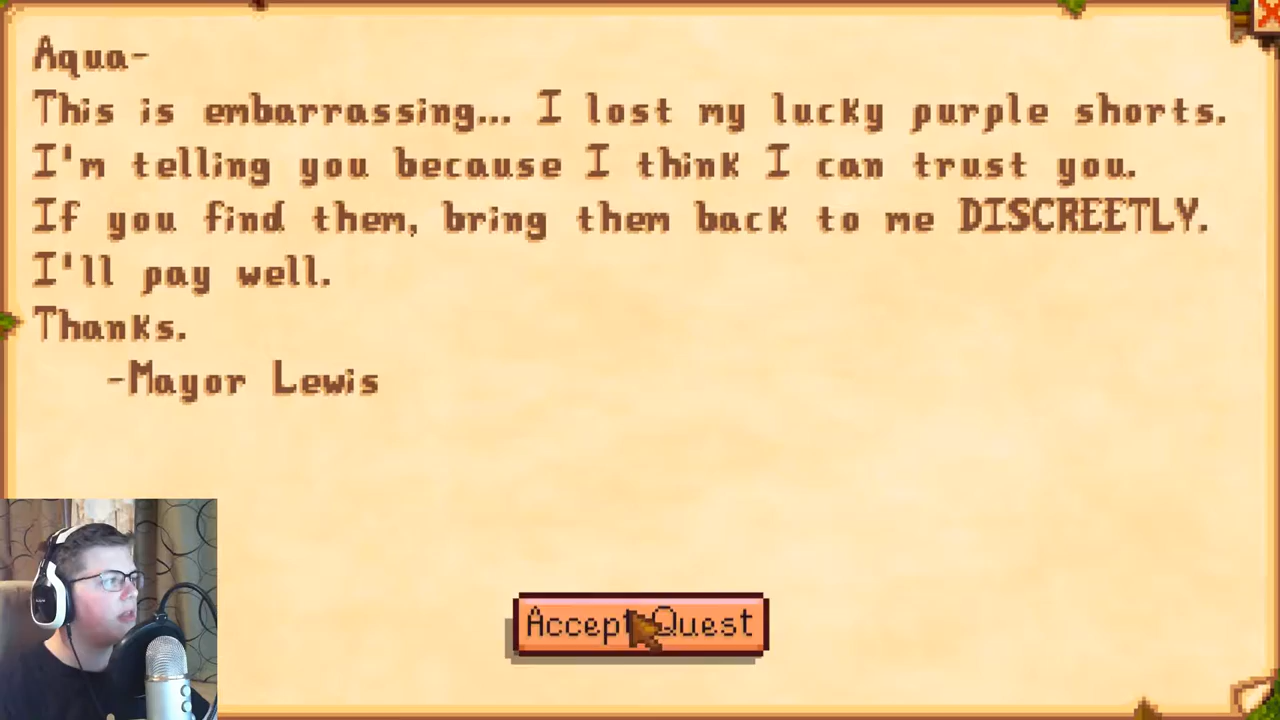 Aqua-
This is embarrassing... I lost my lucky purple shorts.
I'm telling you because I think I can trust you.
If you find them, bring them back to me DISCREETLY.
I'll pay well.
Thanks.
-Mayor Lewis
Accept Quest